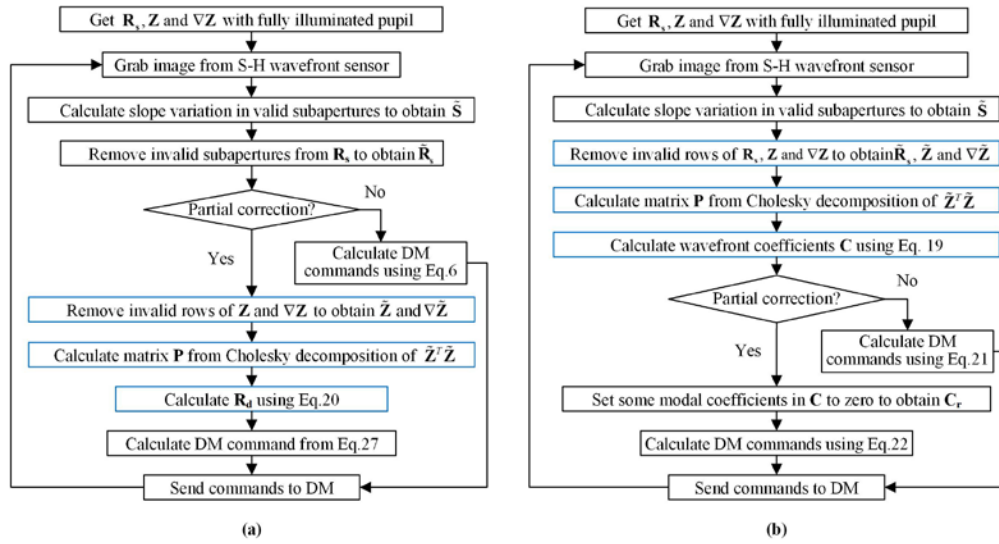 Get R_s, Z and ∇Z with fully illuminated pupil
Grab image from S-H wavefront sensor
Calculate slope variation in valid subapertures to obtain S̃
Remove invalid subapertures from R_s to obtain R̃_s
Partial correction?
No
Yes
Calculate DM
commands using Eq.6
Remove invalid rows of Z and ∇Z to obtain Z̃ and ∇Z̃
Calculate matrix P from Cholesky decomposition of Z̃ᵀZ̃
Calculate R_d using Eq.20
Calculate DM command from Eq.27
Send commands to DM
(a)
Get R_s, Z and ∇Z with fully illuminated pupil
Grab image from S-H wavefront sensor
Calculate slope variation in valid subapertures to obtain S̃
Remove invalid rows of R_s, Z and ∇Z to obtain R̃_s, Z̃ and ∇Z̃
Calculate matrix P from Cholesky decomposition of Z̃ᵀZ̃
Calculate wavefront coefficients C using Eq. 19
Partial correction?
No
Yes
Calculate DM
commands using Eq.21
Set some modal coefficients in C to zero to obtain C_r
Calculate DM commands using Eq.22
Send commands to DM
(b)